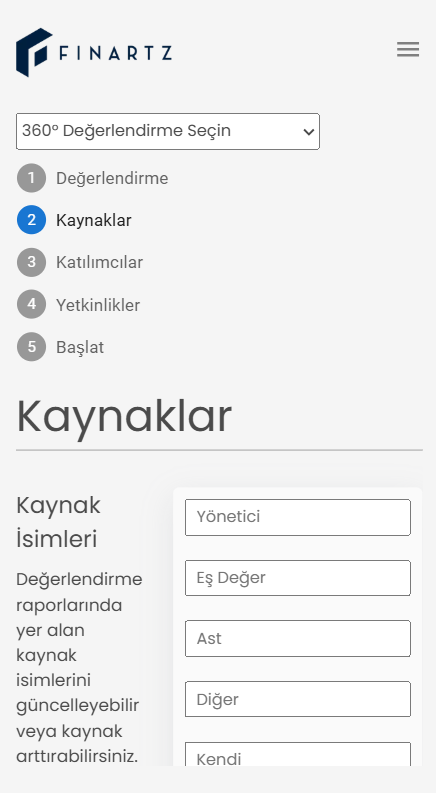 FINARTZ
360° Değerlendirme Seçin
1 Değerlendirme
2 Kaynaklar
3 Katılımcılar
4 Yetkinlikler
5 Başlat
Kaynaklar
Kaynak
İsimleri
Değerlendirme
raporlarında
yer alan
kaynak
isimlerini
güncelleyebilir
veya kaynak
arttırabilirsiniz.
Yönetici
Eş Değer
Ast
Diğer
Kendi